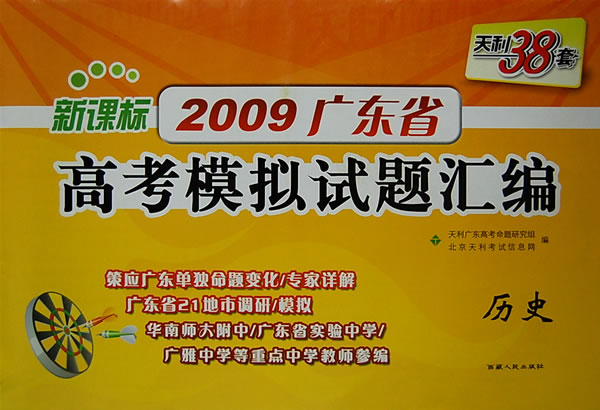 天利38套
新课标
2009广东省
高考模拟试题汇编
天利广东高考命题研究组
北京天利考试信息网
编
策应广东单独命题变化/专家详解
广东省21地市调研/模拟
华南师大附中/广东省实验中学/
广雅中学等重点中学教师参编
历史
西藏人民出版社